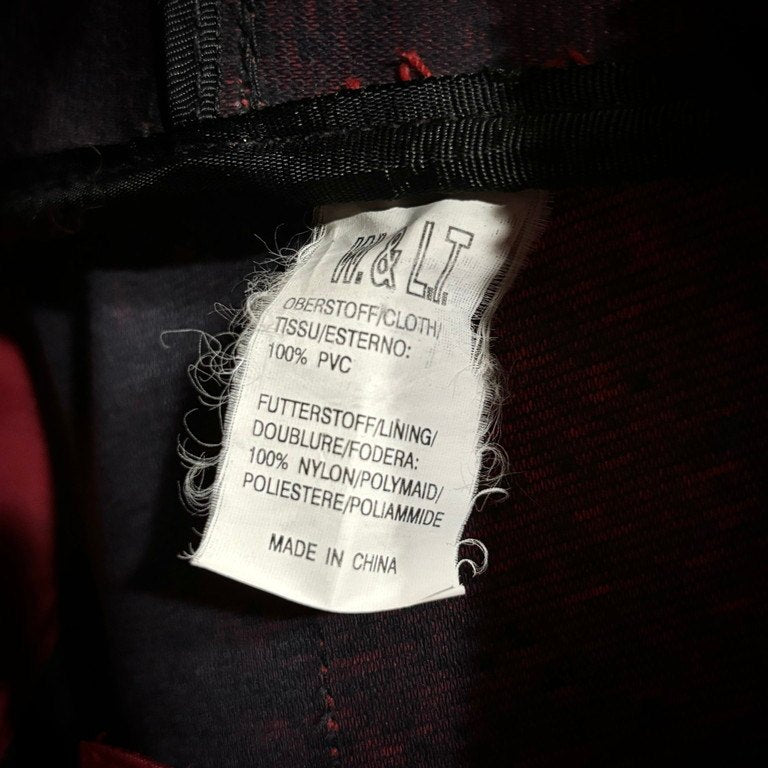 W.&L.T
OBERSTOFF/CLOTH/
TISSU/ESTERNO:
100% PVC
FUTTERSTOFF/LINING/
DOUBLURE/FODERA:
100% NYLON/POLYMAID/
POLIESTERE/POLIAMMIDE
MADE IN CHINA